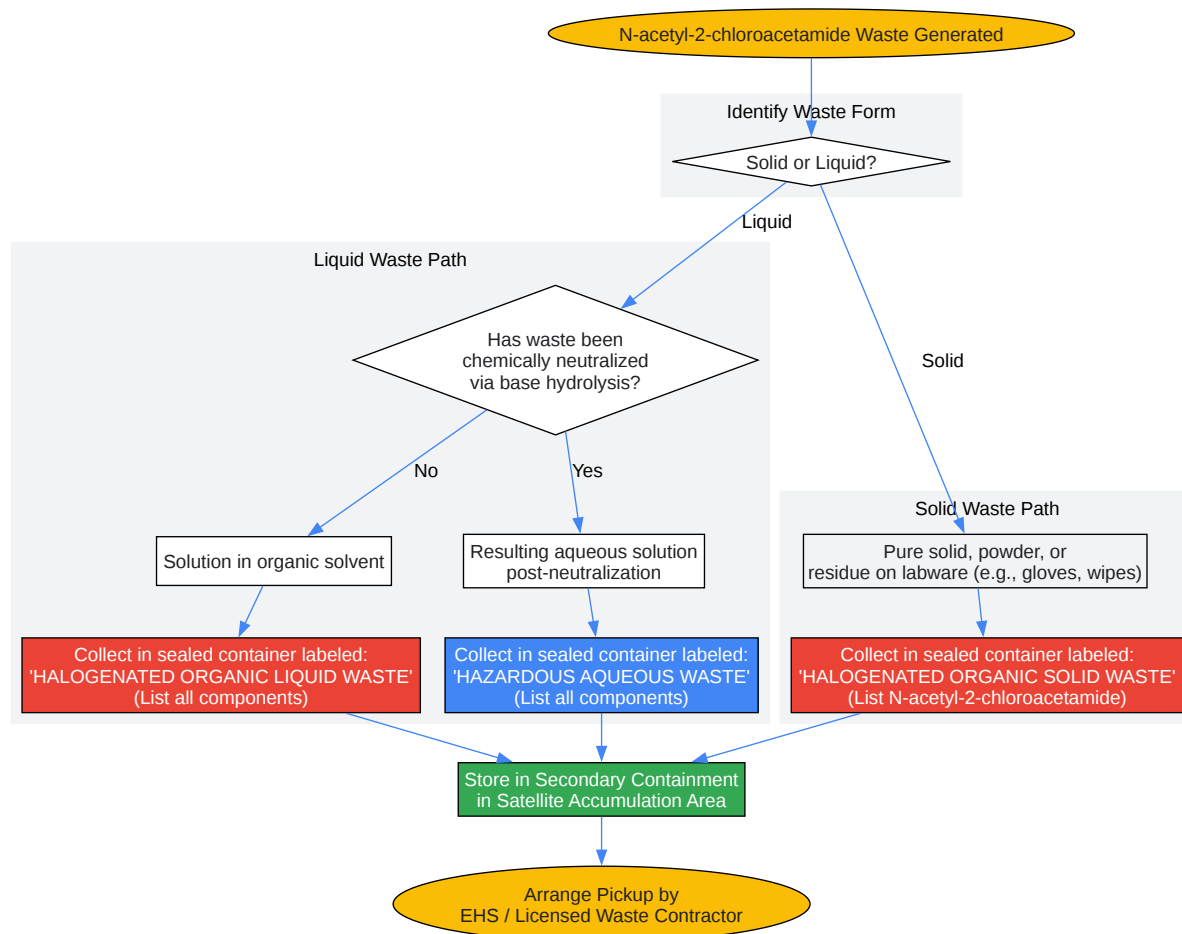 N-acetyl-2-chloroacetamide Waste Generated
Identify Waste Form
Solid or Liquid?
Liquid
Liquid Waste Path
Has waste been
chemically neutralized
via base hydrolysis?
Solid
No
Yes
Solid Waste Path
Solution in organic solvent
Resulting aqueous solution
post-neutralization
Pure solid, powder, or
residue on labware (e.g., gloves, wipes)
Collect in sealed container labeled:
'HALOGENATED ORGANIC LIQUID WASTE'
(List all components)
Collect in sealed container labeled:
'HAZARDOUS AQUEOUS WASTE'
(List all components)
Collect in sealed container labeled:
'HALOGENATED ORGANIC SOLID WASTE'
(List N-acetyl-2-chloroacetamide)
Store in Secondary Containment
in Satellite Accumulation Area
Arrange Pickup by
EHS / Licensed Waste Contractor